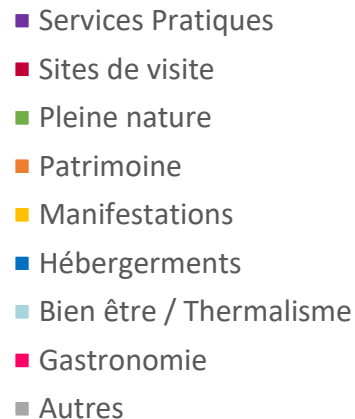 Services Pratiques
Sites de visite
Pleine nature
Patrimoine
Manifestations
Hébergerments
Bien être / Thermalisme
Gastronomie
Autres